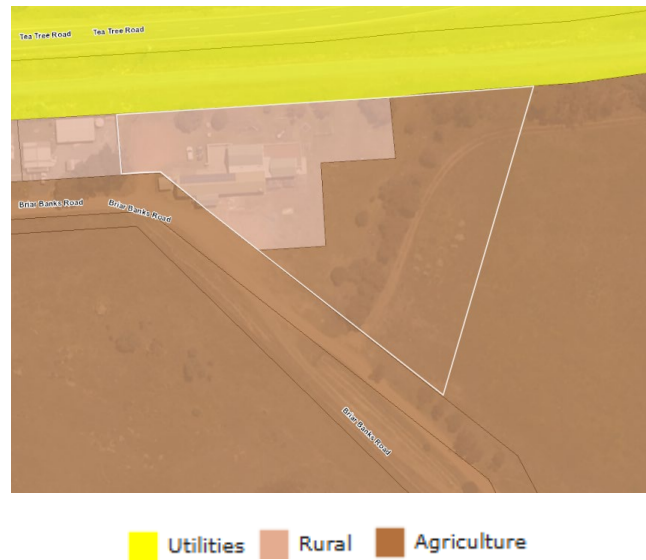 Tea Tree Road
Tea Tree Road
Briar Banks Road
Briar Banks Road
Briar Banks Road
Utilities
Rural
Agriculture